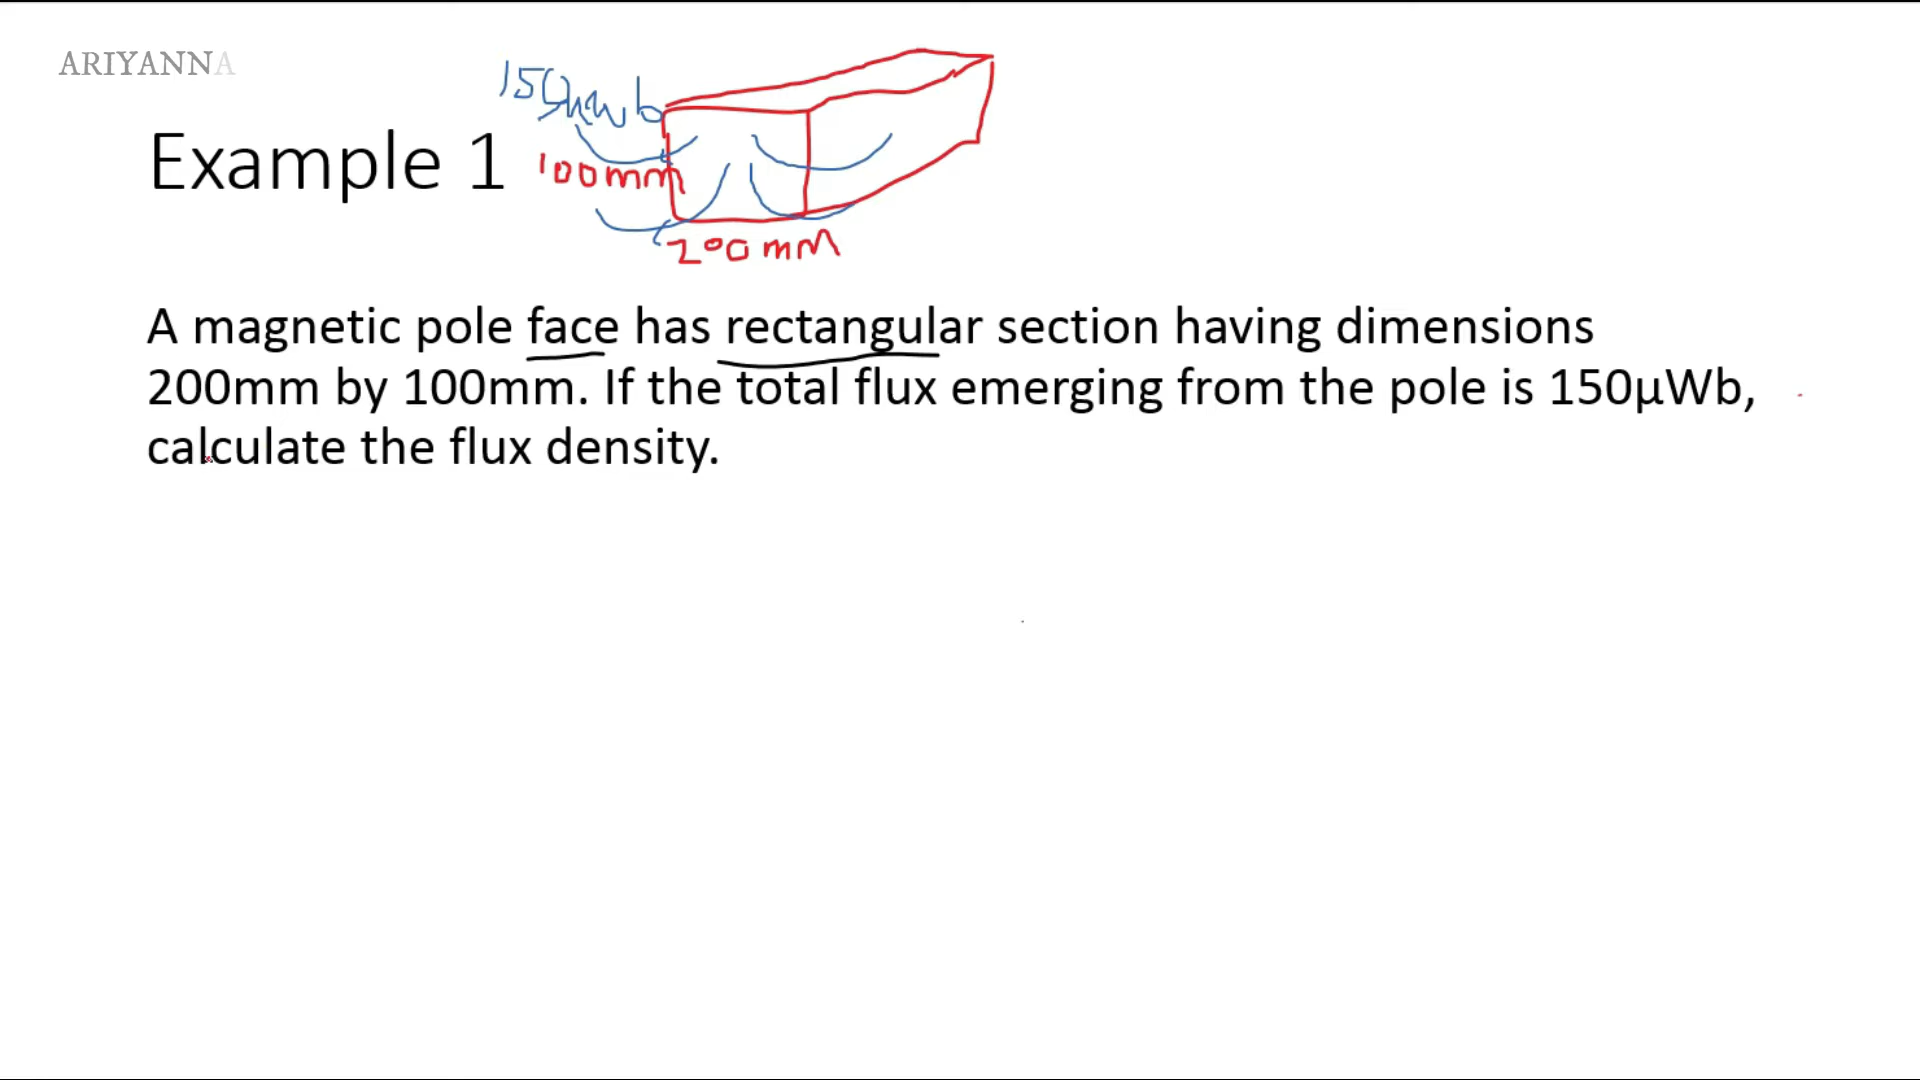 ARIYANNA
150μWb
Example 1
100mm
200mm
A magnetic pole face has rectangular section having dimensions
200mm by 100mm. If the total flux emerging from the pole is 150μWb,
calculate the flux density.